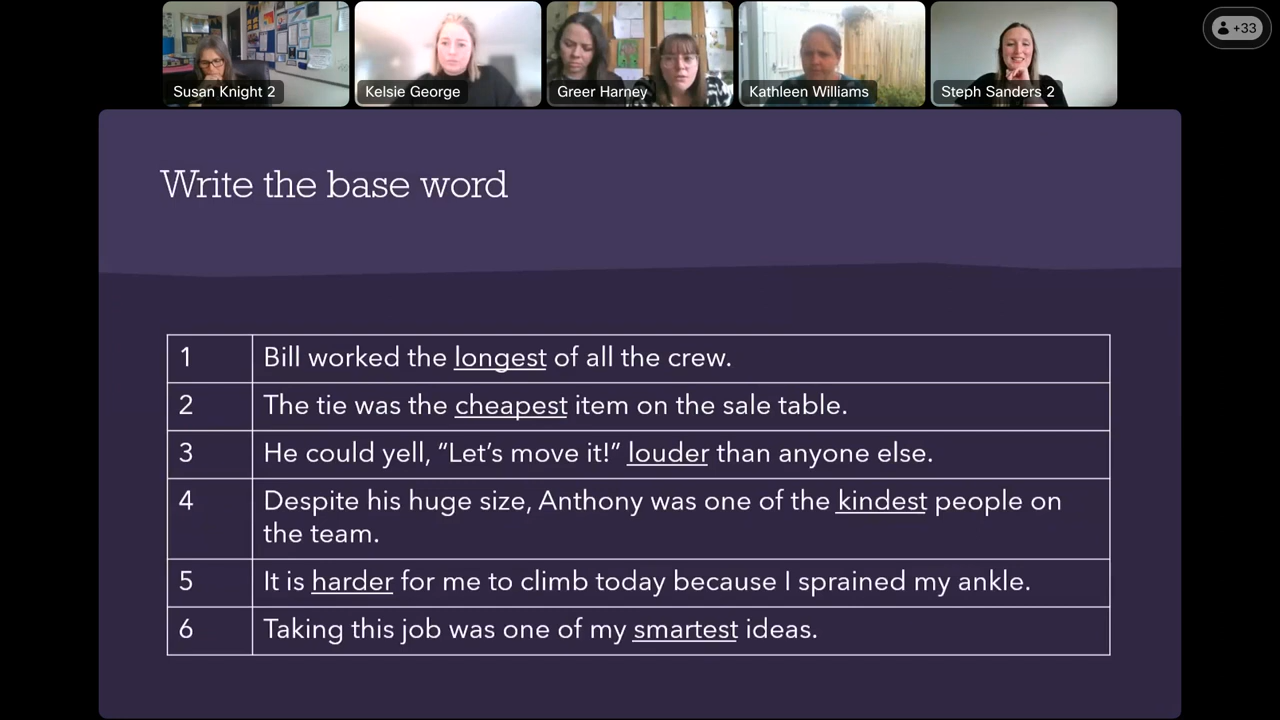 Susan Knight 2
Kelsie George
Greer Harney
Kathleen Williams
Steph Sanders 2
+33
Write the base word
1 Bill worked the longest of all the crew.
2 The tie was the cheapest item on the sale table.
3 He could yell, “Let’s move it!” louder than anyone else.
4 Despite his huge size, Anthony was one of the kindest people on
the team.
5 It is harder for me to climb today because I sprained my ankle.
6 Taking this job was one of my smartest ideas.